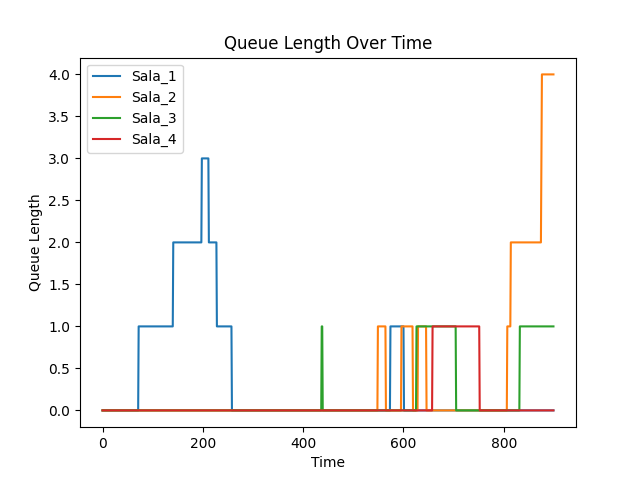 Queue Length Over Time
Sala_1
Sala_2
Sala_3
Sala_4
Queue Length
4.0
3.5
3.0
2.5
2.0
1.5
1.0
0.5
0.0
0 200 400 600 800
Time